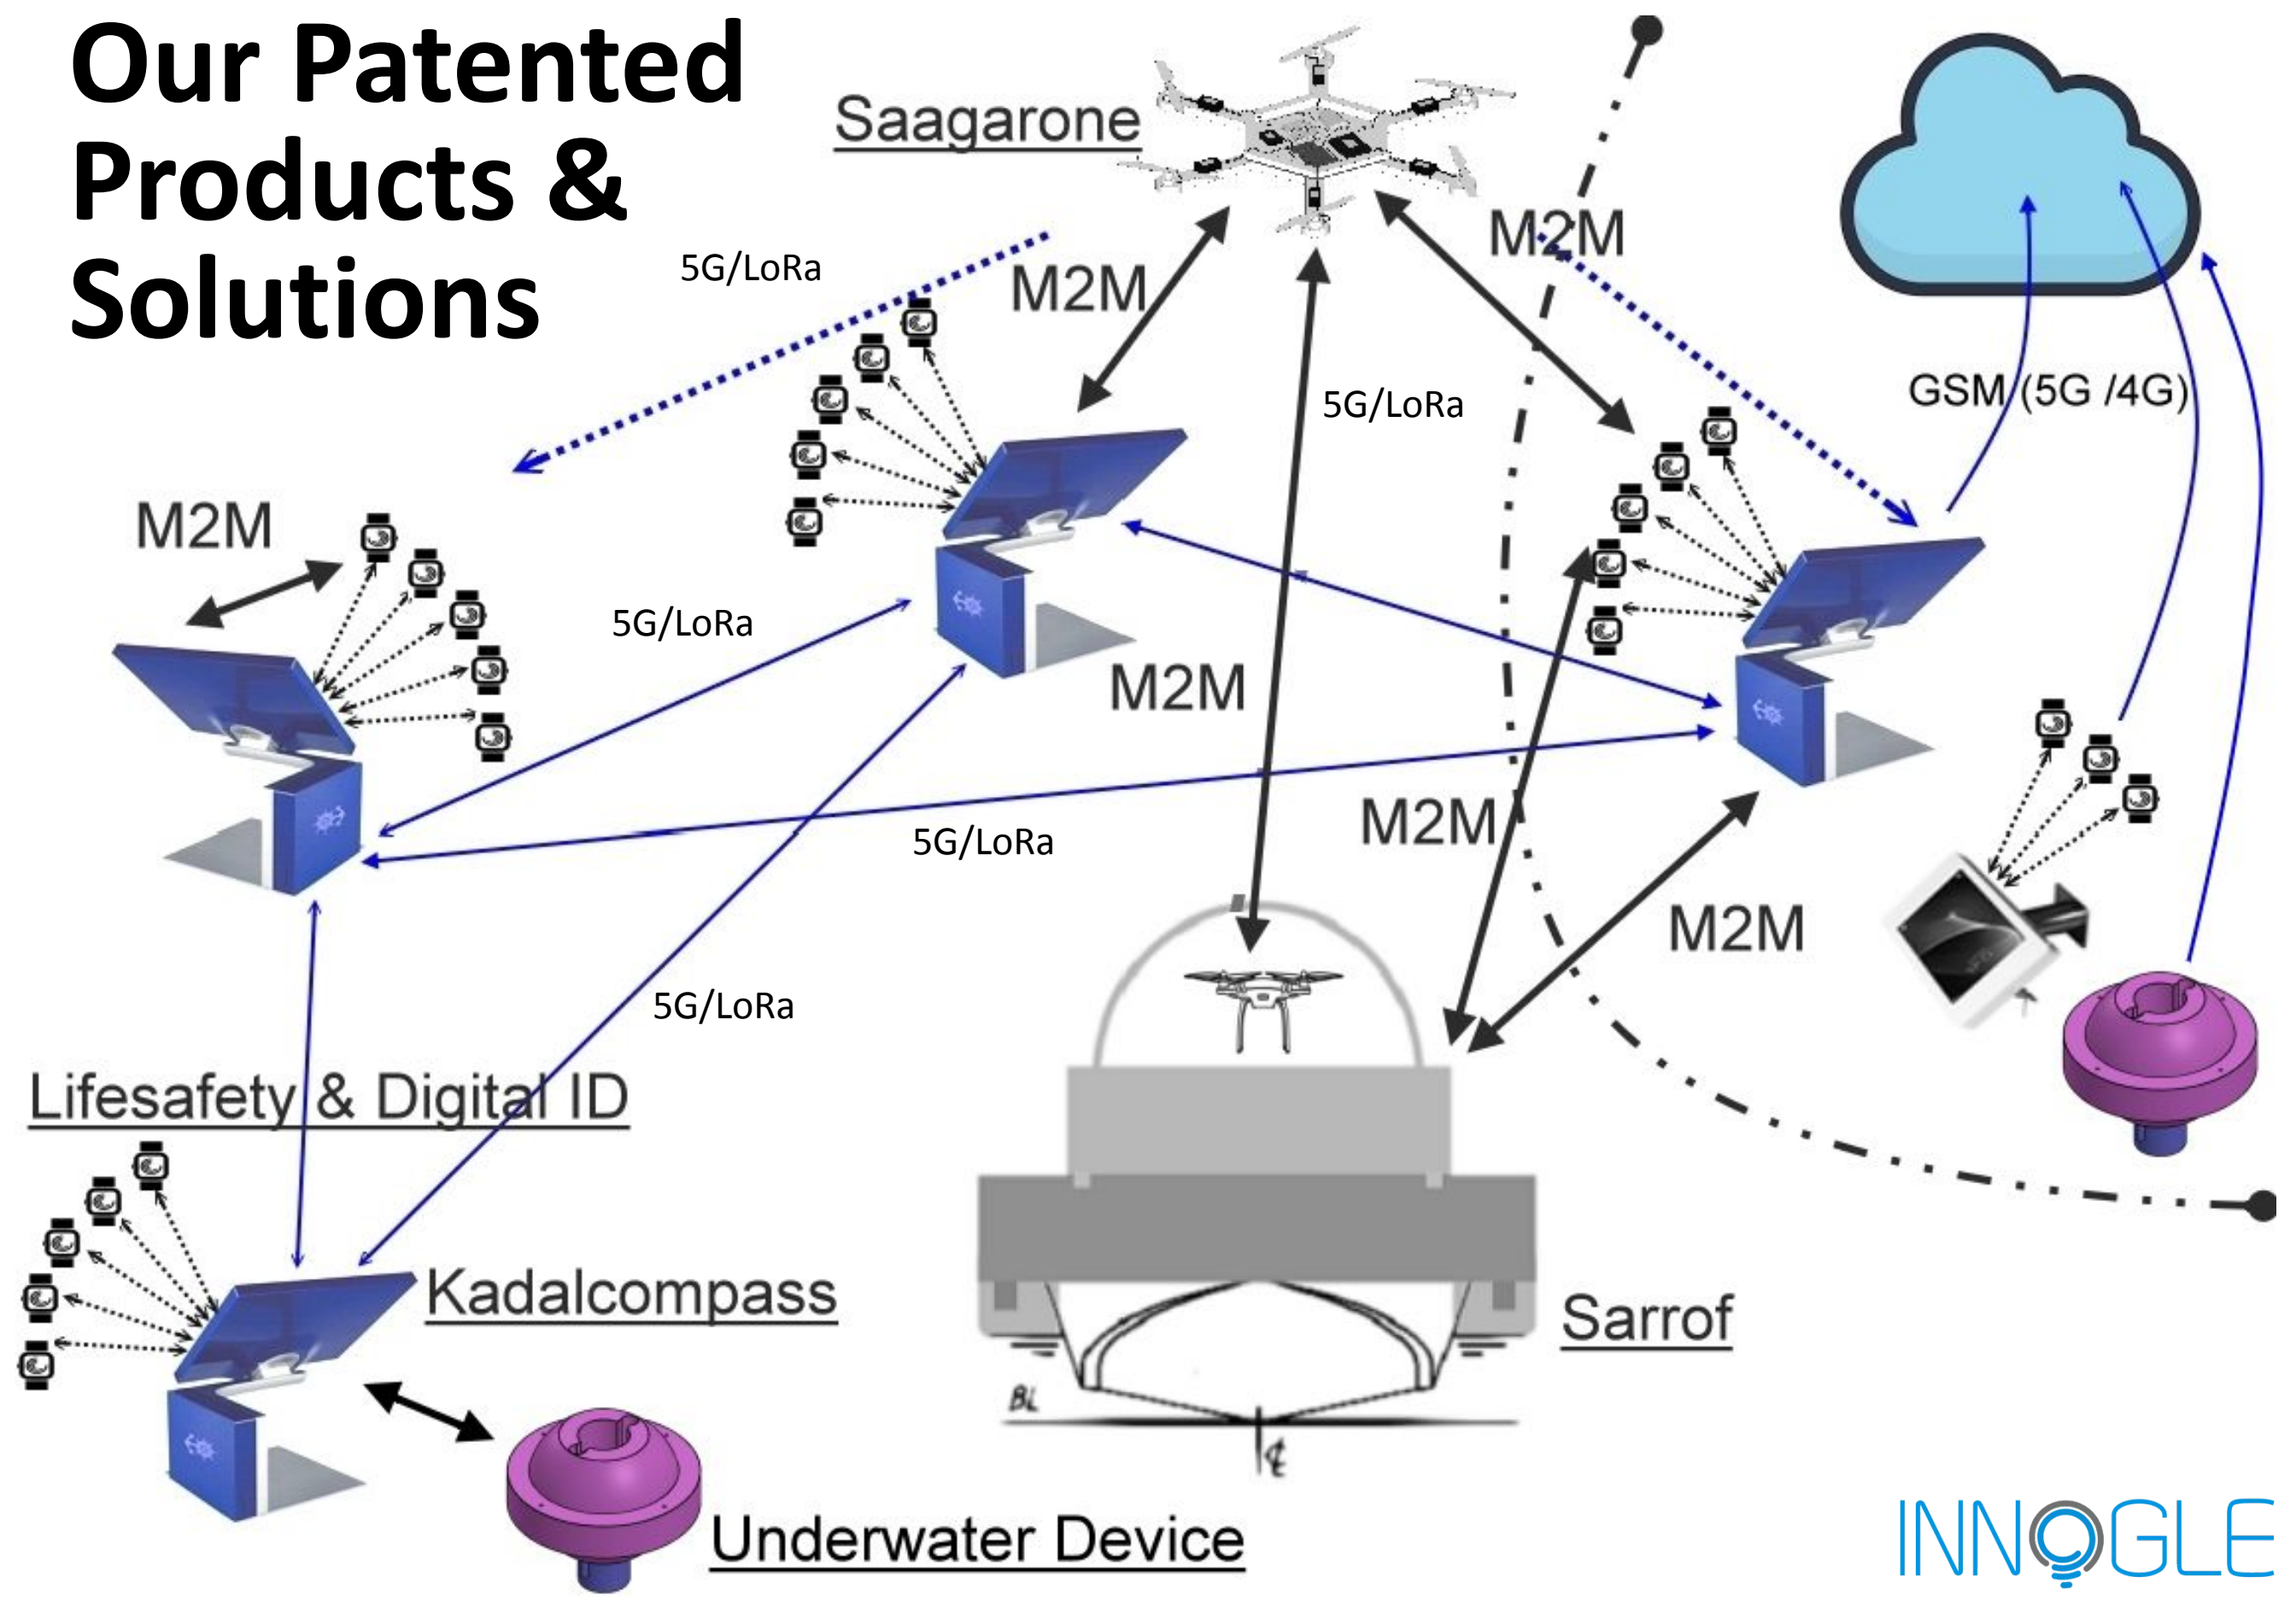 Our Patented
Products &
Solutions
Saagarone
M2M
5G/LoRa
M2M
GSM (5G /4G)
5G/LoRa
M2M
5G/LoRa
M2M
M2M
5G/LoRa
M2M
5G/LoRa
Lifesafety & Digital ID
Kadalcompass
Sarrof
BL
Underwater Device
INNOGLE